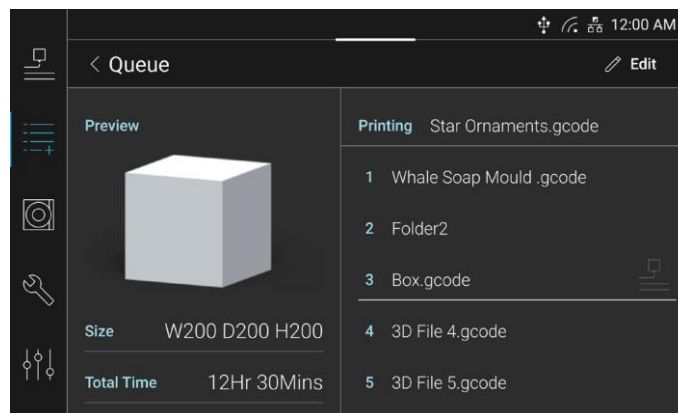 12:00 AM
Queue
Edit
Preview
Size W200 D200 H200
Total Time 12Hr 30Mins
Printing Star Ornaments.gcode
1 Whale Soap Mould .gcode
2 Folder2
3 Box.gcode
4 3D File 4.gcode
5 3D File 5.gcode